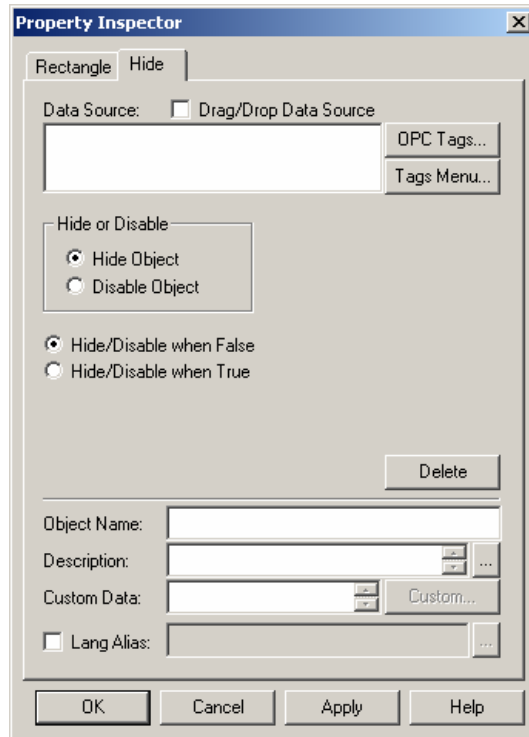 Property Inspector
Rectangle Hide
Data Source: Drag/Drop Data Source
OPC Tags...
Tags Menu...
Hide or Disable
Hide Object
Disable Object
Hide/Disable when False
Hide/Disable when True
Delete
Object Name:
Description: ...
Custom Data: Custom...
Lang Alias: ...
OK Cancel Apply Help